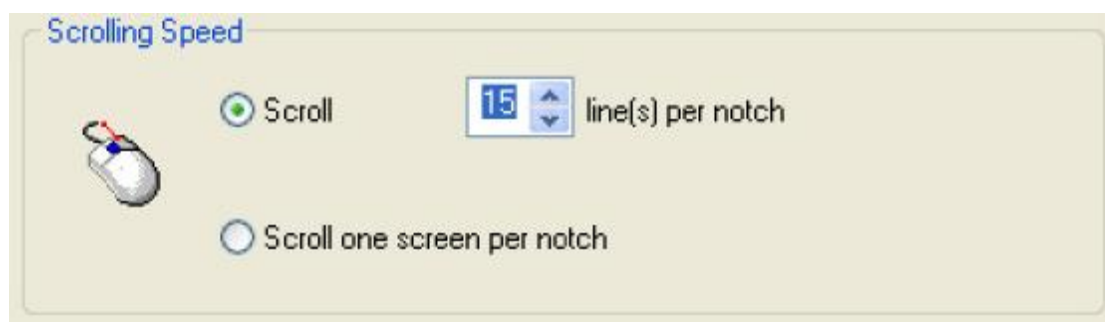 Scrolling Speed
Scroll 15 line(s) per notch
Scroll one screen per notch